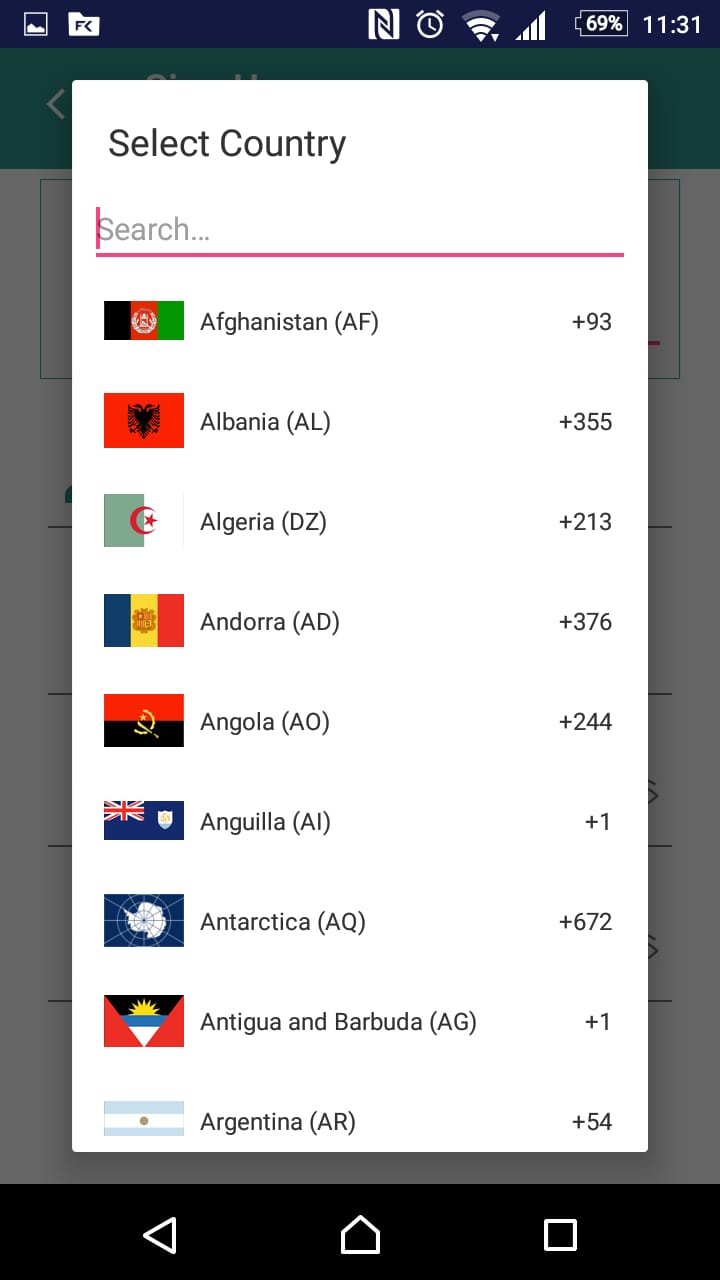 69% 11:31
Select Country
Search...
Afghanistan (AF) +93
Albania (AL) +355
Algeria (DZ) +213
Andorra (AD) +376
Angola (AO) +244
Anguilla (AI) +1
Antarctica (AQ) +672
Antigua and Barbuda (AG) +1
Argentina (AR) +54